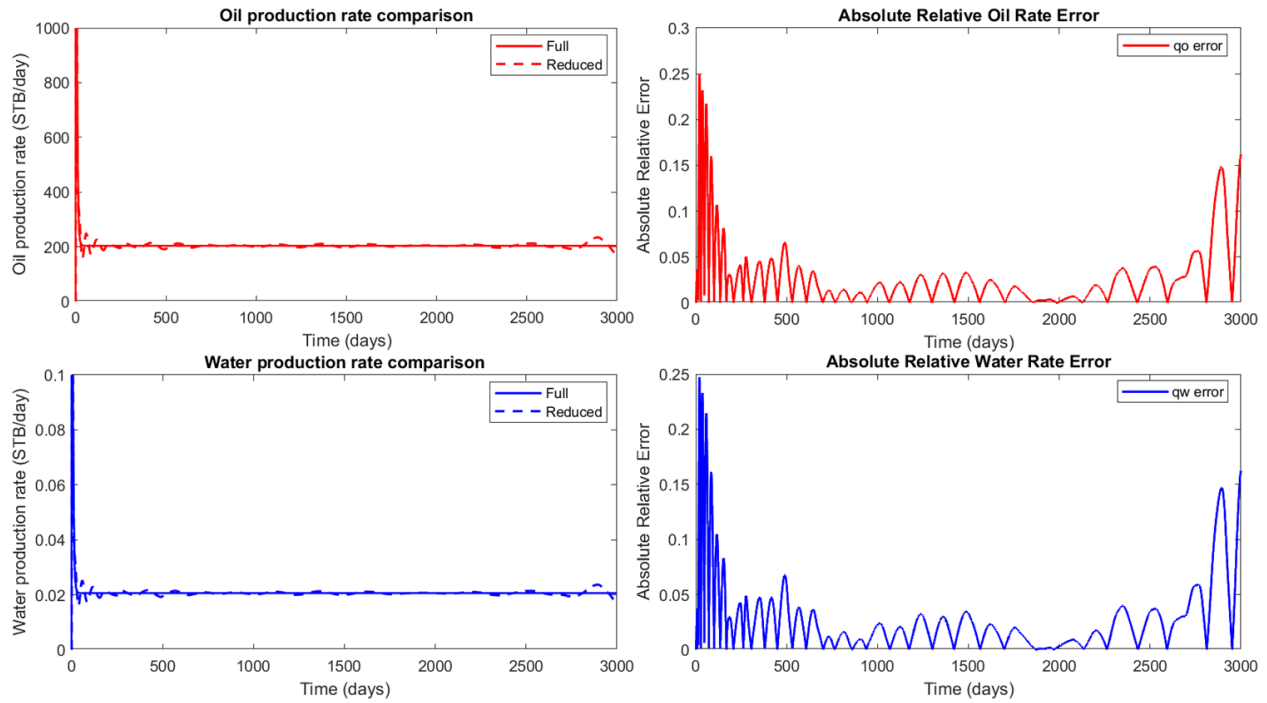 Oil production rate comparison
Oil production rate (STB/day)
1000
800
600
400
200
0
Full
Reduced
0 500 1000 1500 2000 2500 3000
Time (days)
Absolute Relative Oil Rate Error
Absolute Relative Error
0.3
0.25
0.2
0.15
0.1
0.05
0
qo error
0 500 1000 1500 2000 2500 3000
Time (days)
Water production rate comparison
Water production rate (STB/day)
0.1
0.08
0.06
0.04
0.02
0
Full
Reduced
0 500 1000 1500 2000 2500 3000
Time (days)
Absolute Relative Water Rate Error
Absolute Relative Error
0.25
0.2
0.15
0.1
0.05
0
qw error
0 500 1000 1500 2000 2500 3000
Time (days)